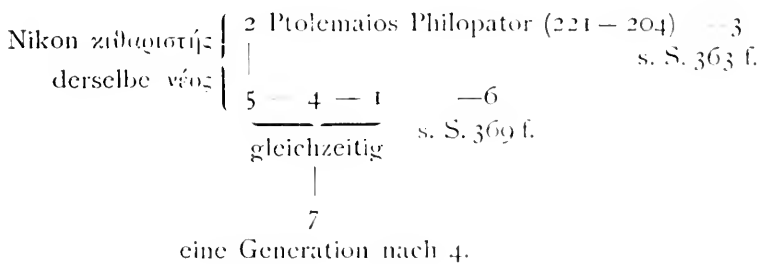 Nikon κιθαριστής { 2 Ptolemaios Philopator (221 — 204) —3
s. S. 363 f.
derselbe νέος { 5 — 4 — 1 —6
gleichzeitig s. S. 369 f.
7
eine Generation nach 4.